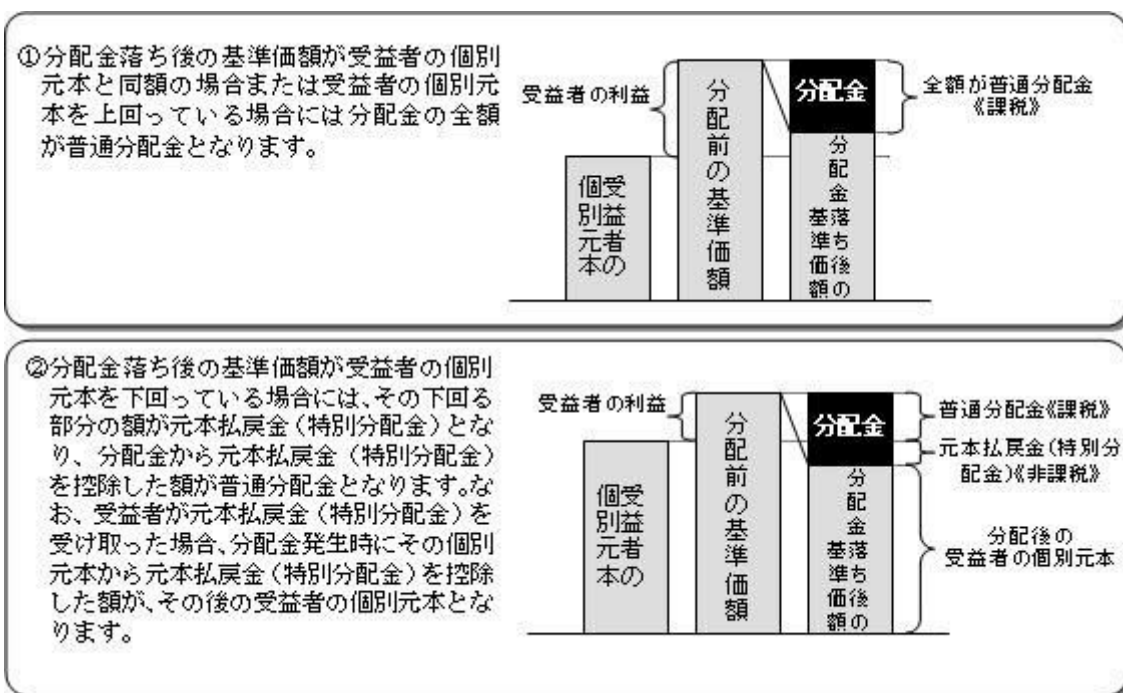 ①分配金落ち後の基準価額が受益者の個別
元本と同額の場合または受益者の個別元
本を上回っている場合には分配金の全額
が普通分配金となります。
受益者の利益
受益者の
個別元本
分配前の基準価額
分配金
分配金落ち後の
基準価額
全額が普通分配金
《課税》
②分配金落ち後の基準価額が受益者の個別
元本を下回っている場合には、その下回る
部分の額が元本払戻金(特別分配金)とな
り、分配金から元本払戻金(特別分配金)
を控除した額が普通分配金となります。な
お、受益者が元本払戻金(特別分配金)を
受け取った場合、分配金発生時にその個別
元本から元本払戻金(特別分配金)を控除
した額が、その後の受益者の個別元本とな
ります。
受益者の利益
受益者の
個別元本
分配前の基準価額
分配金
分配金落ち後の
基準価額
普通分配金《課税》
元本払戻金(特別分
配金)《非課税》
分配後の
受益者の個別元本